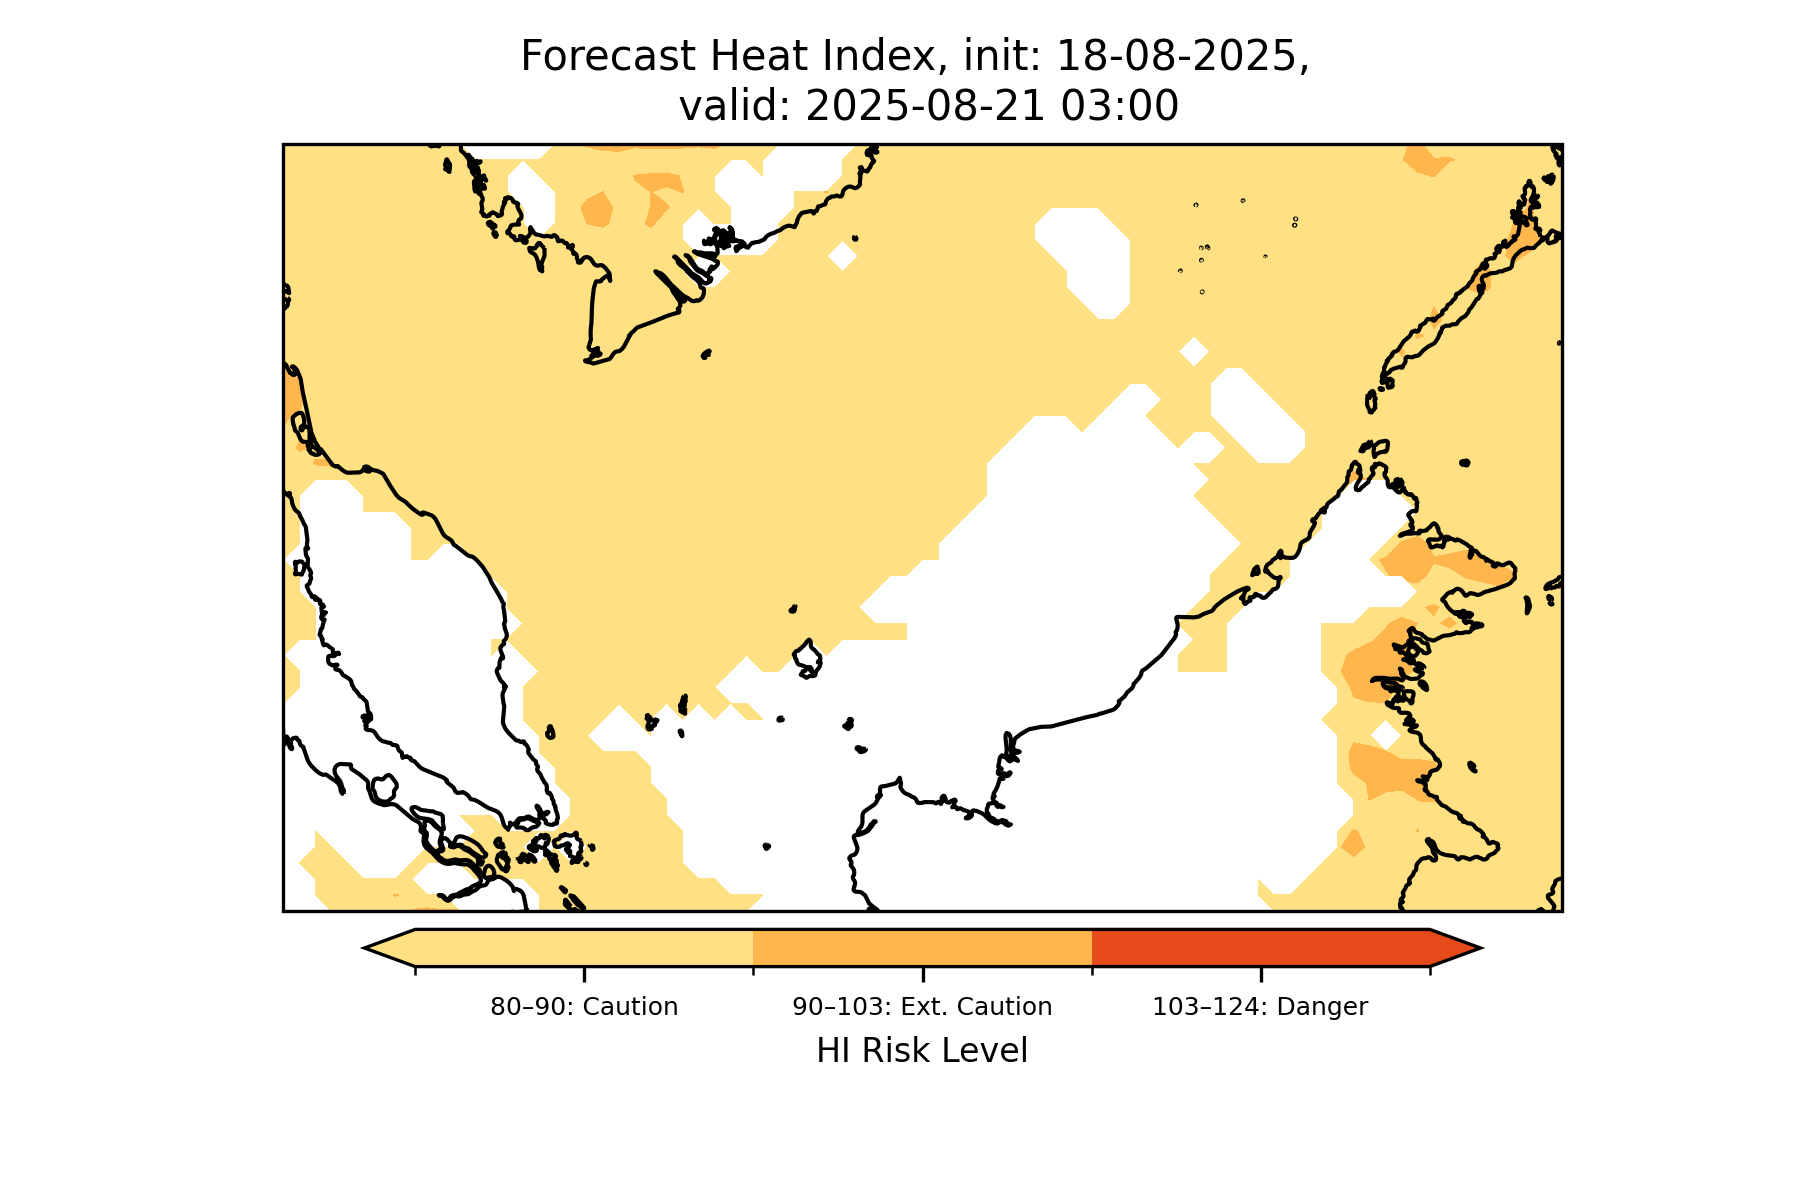 Forecast Heat Index, init: 18-08-2025,
valid: 2025-08-21 03:00
80–90: Caution
90–103: Ext. Caution
103–124: Danger
HI Risk Level